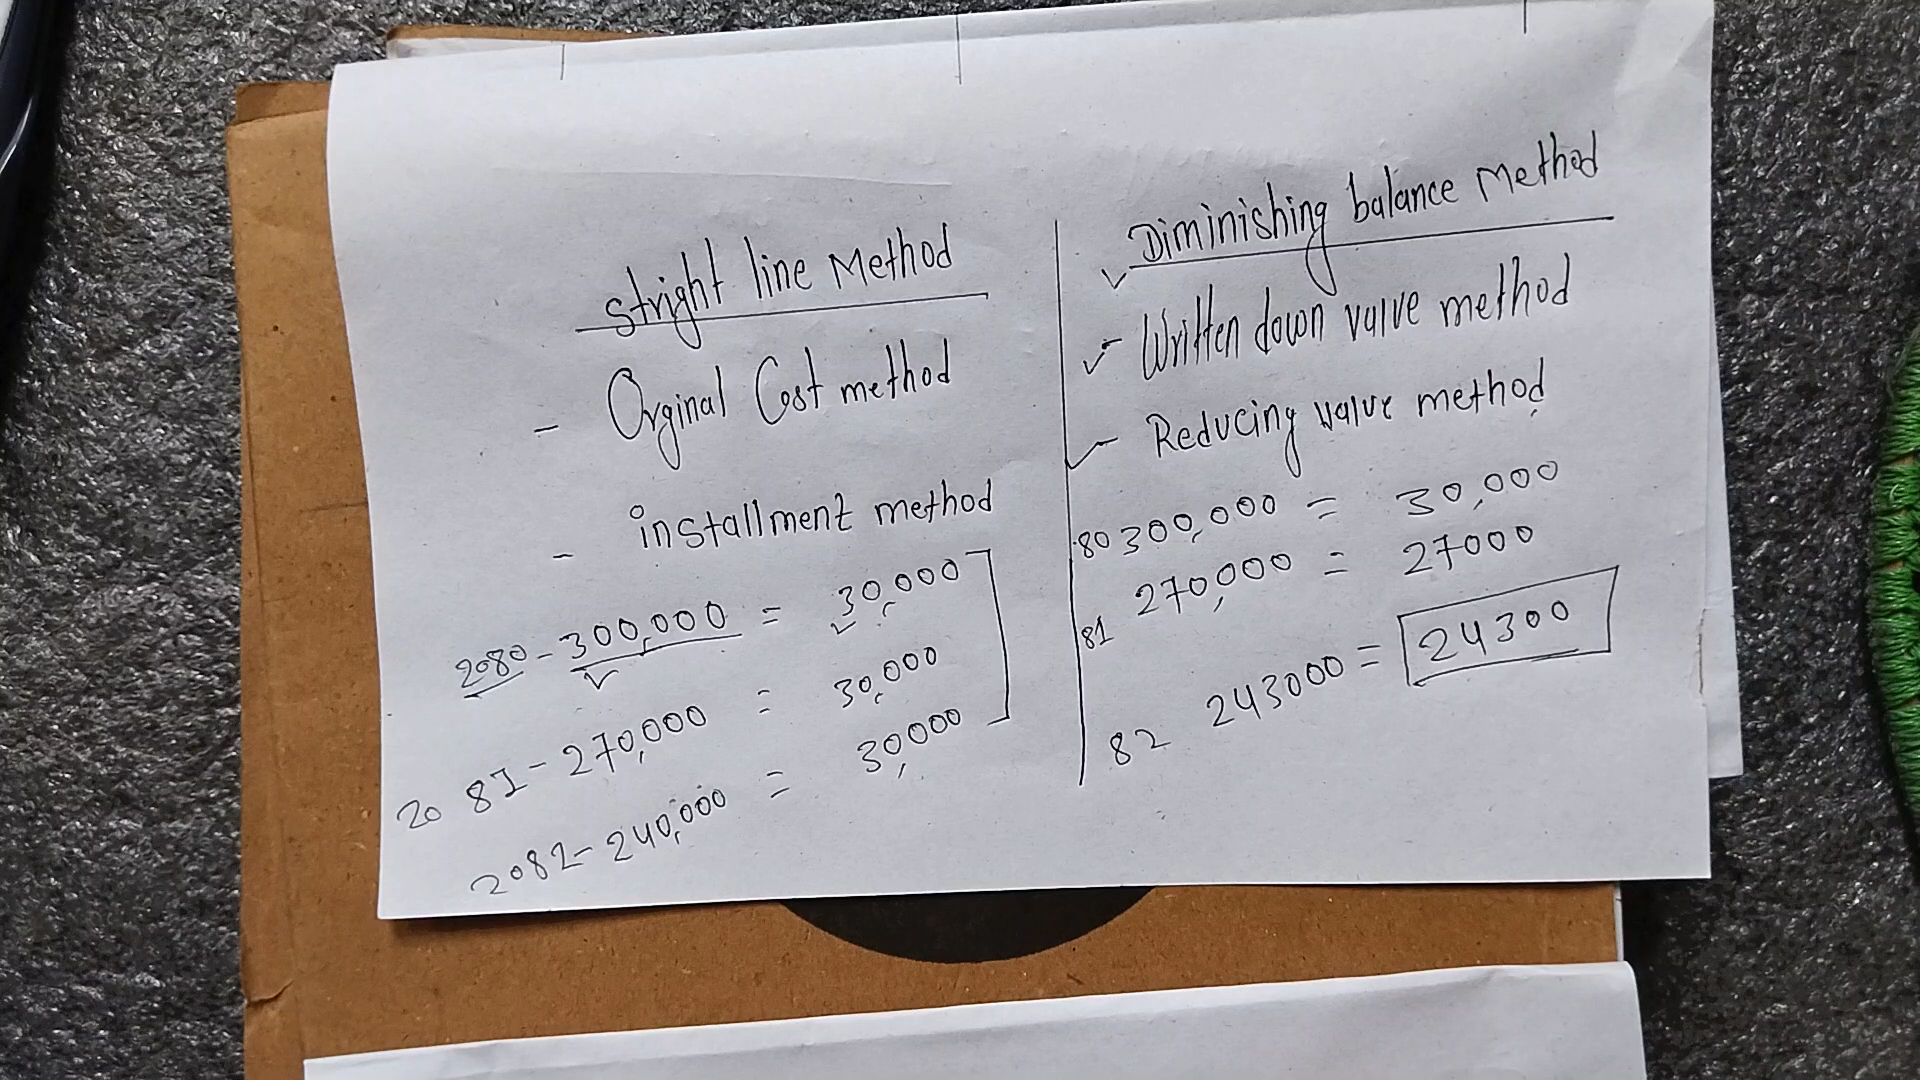 stright line Method
- Orginal Cost method
- installment method
2080 - 300,000 = 30,000
2081 - 270,000 = 30,000
2082 - 240,000 = 30,000
Diminishing balance Method
Written down value method
Reducing value method
80 300,000 = 30,000
81 270,000 = 27000
82 243000 = 24300